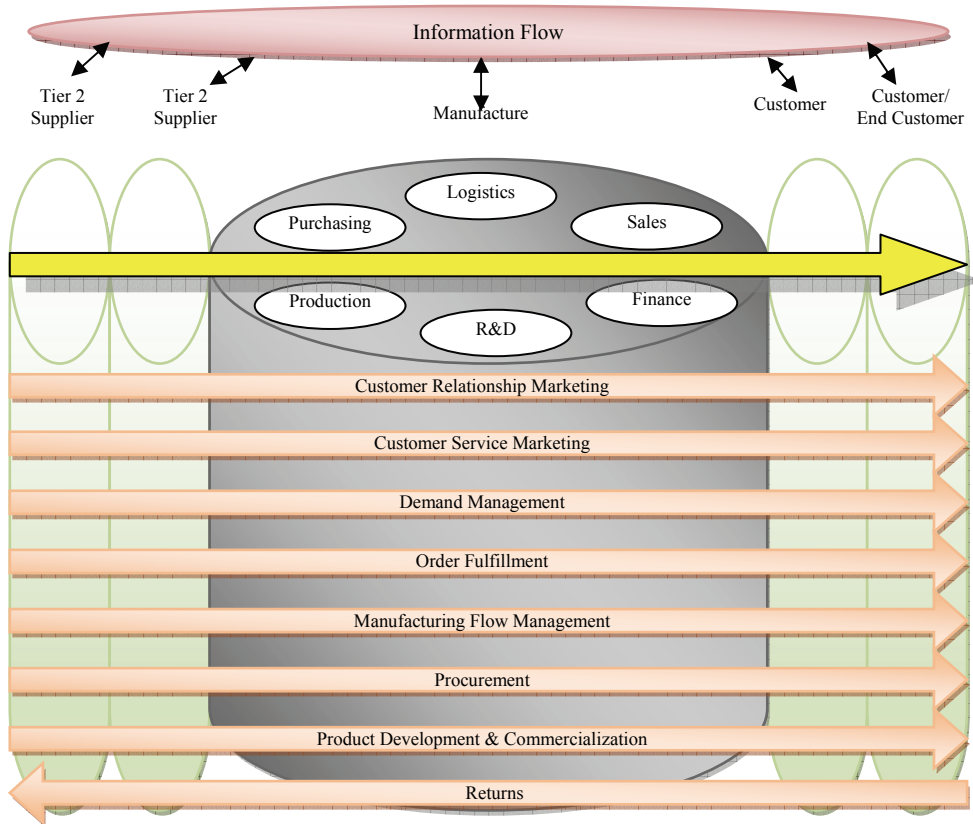 Information Flow
Tier 2
Supplier
Tier 2
Supplier
Manufacture
Customer
Customer/
End Customer
Logistics
Purchasing
Sales
Production
Finance
R&D
Customer Relationship Marketing
Customer Service Marketing
Demand Management
Order Fulfillment
Manufacturing Flow Management
Procurement
Product Development & Commercialization
Returns